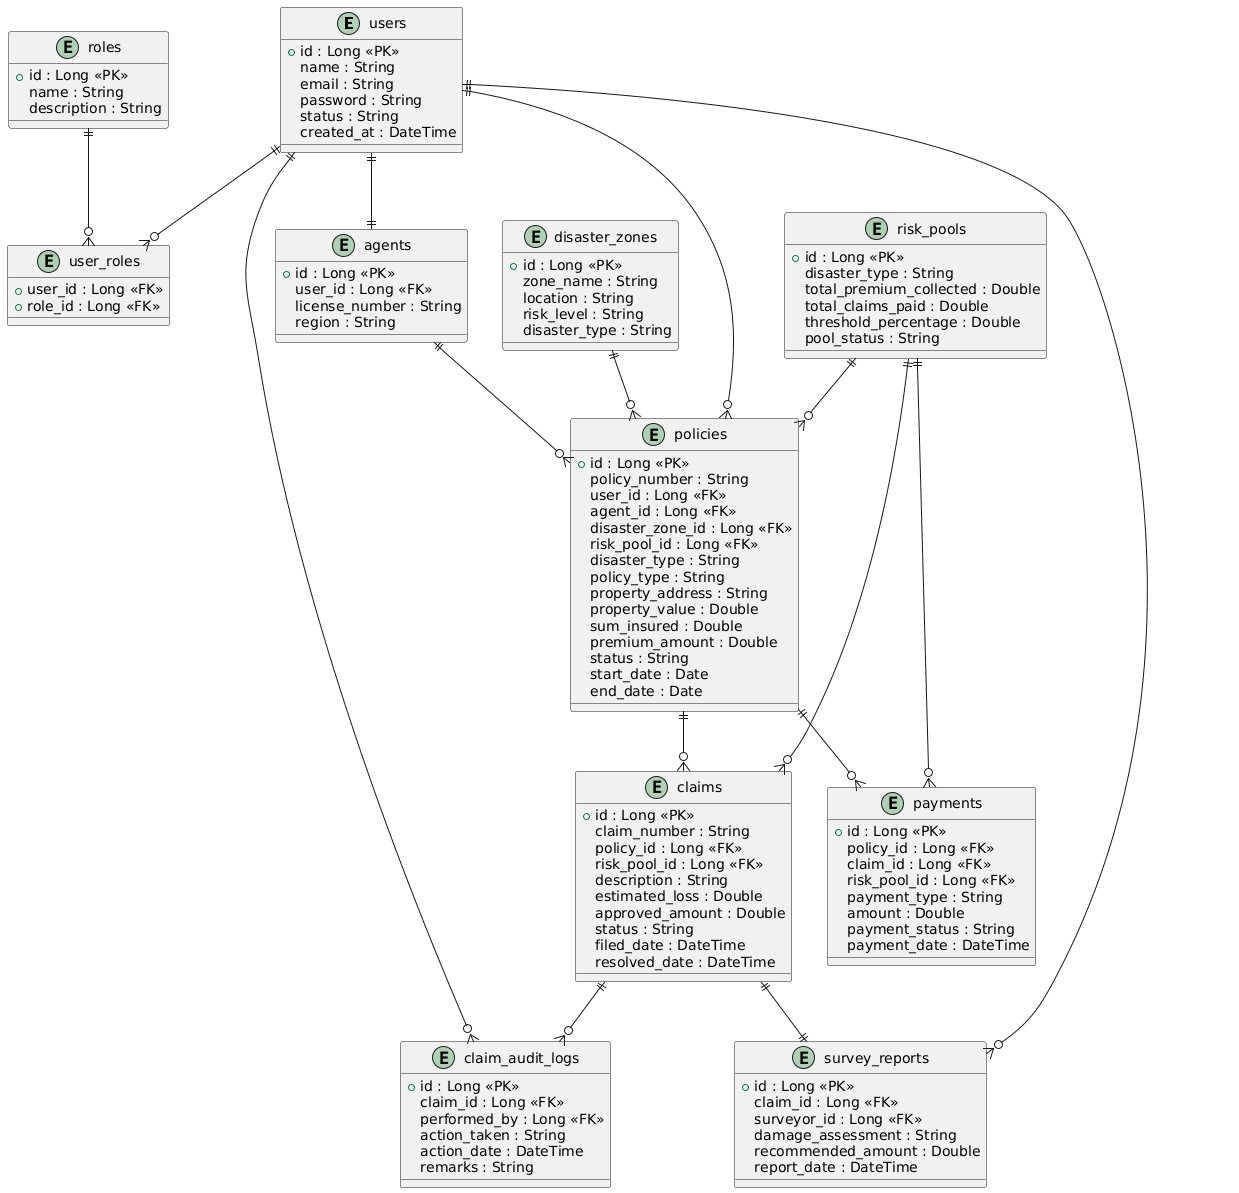 E users
id : Long «PK»
name : String
email : String
password : String
status : String
created_at : DateTime
E roles
id : Long «PK»
name : String
description : String
E user_roles
user_id : Long «FK»
role_id : Long «FK»
E agents
id : Long «PK»
user_id : Long «FK»
license_number : String
region : String
E disaster_zones
id : Long «PK»
zone_name : String
location : String
risk_level : String
disaster_type : String
E risk_pools
id : Long «PK»
disaster_type : String
total_premium_collected : Double
total_claims_paid : Double
threshold_percentage : Double
pool_status : String
E policies
id : Long «PK»
policy_number : String
user_id : Long «FK»
agent_id : Long «FK»
disaster_zone_id : Long «FK»
risk_pool_id : Long «FK»
disaster_type : String
policy_type : String
property_address : String
property_value : Double
sum_insured : Double
premium_amount : Double
status : String
start_date : Date
end_date : Date
E claims
id : Long «PK»
claim_number : String
policy_id : Long «FK»
risk_pool_id : Long «FK»
description : String
estimated_loss : Double
approved_amount : Double
status : String
filed_date : DateTime
resolved_date : DateTime
E payments
id : Long «PK»
policy_id : Long «FK»
claim_id : Long «FK»
risk_pool_id : Long «FK»
payment_type : String
amount : Double
payment_status : String
payment_date : DateTime
E claim_audit_logs
id : Long «PK»
claim_id : Long «FK»
performed_by : Long «FK»
action_taken : String
action_date : DateTime
remarks : String
E survey_reports
id : Long «PK»
claim_id : Long «FK»
surveyor_id : Long «FK»
damage_assessment : String
recommended_amount : Double
report_date : DateTime